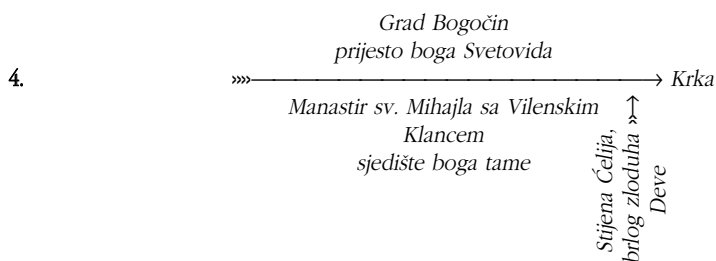 Grad Bogočin
prijesto boga Svetovida
4.
»»→ Krka
Manastir sv. Mihajla sa Vilenskim
Klancem
sjedište boga tame
Stijena Ćelija,
brlog zloduha »→
Deve